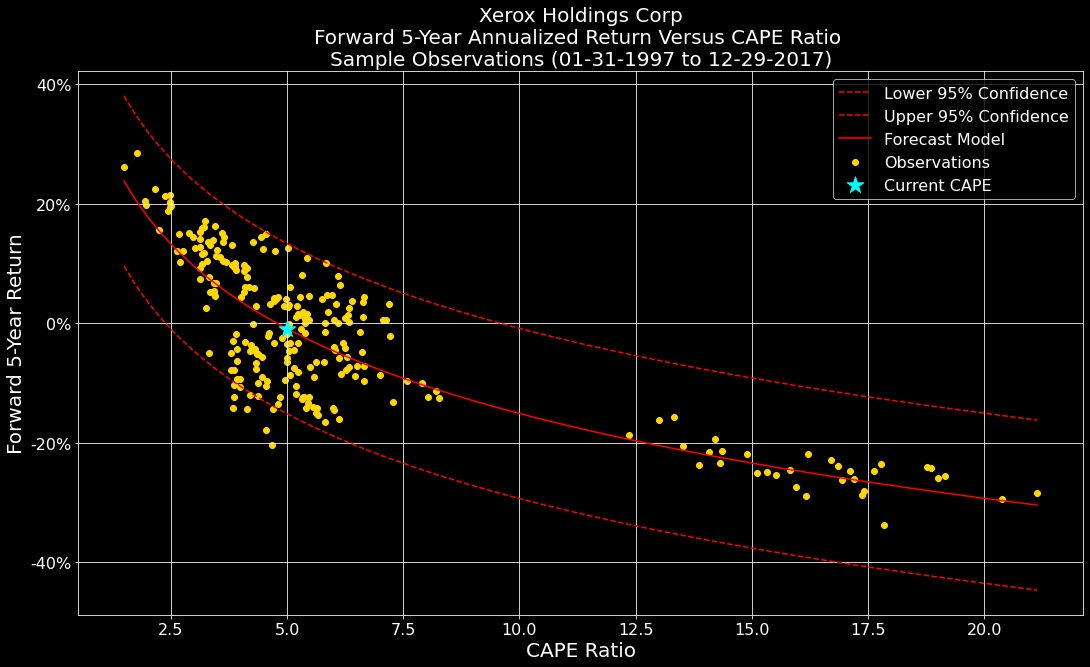 Xerox Holdings Corp
Forward 5-Year Annualized Return Versus CAPE Ratio
Sample Observations (01-31-1997 to 12-29-2017)
Lower 95% Confidence
Upper 95% Confidence
Forecast Model
Observations
Current CAPE
Forward 5-Year Return
40%
20%
0%
-20%
-40%
2.5 5.0 7.5 10.0 12.5 15.0 17.5 20.0
CAPE Ratio